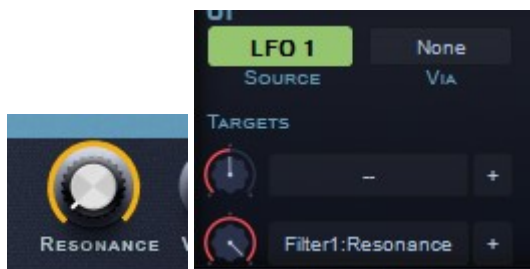 LFO 1
None
SOURCE
VIA
TARGETS
--
+
RESONANCE
Filter1:Resonance
+